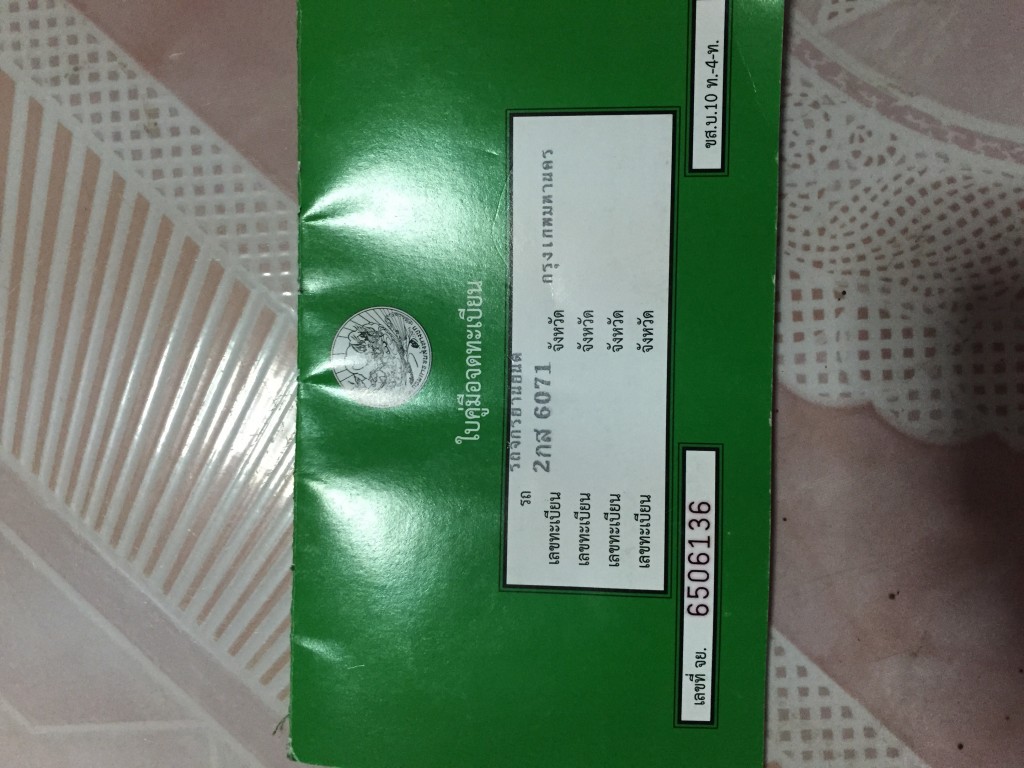 ใบคู่มือจดทะเบียน
รถ รถจักรยานยนต์
เลขทะเบียน 2กส 6071 จังหวัด กรุงเทพมหานคร
เลขทะเบียน จังหวัด
เลขทะเบียน จังหวัด
เลขทะเบียน จังหวัด
เลขที่ จย. 6506136
ขส.บ.10 ท.-4-ท.